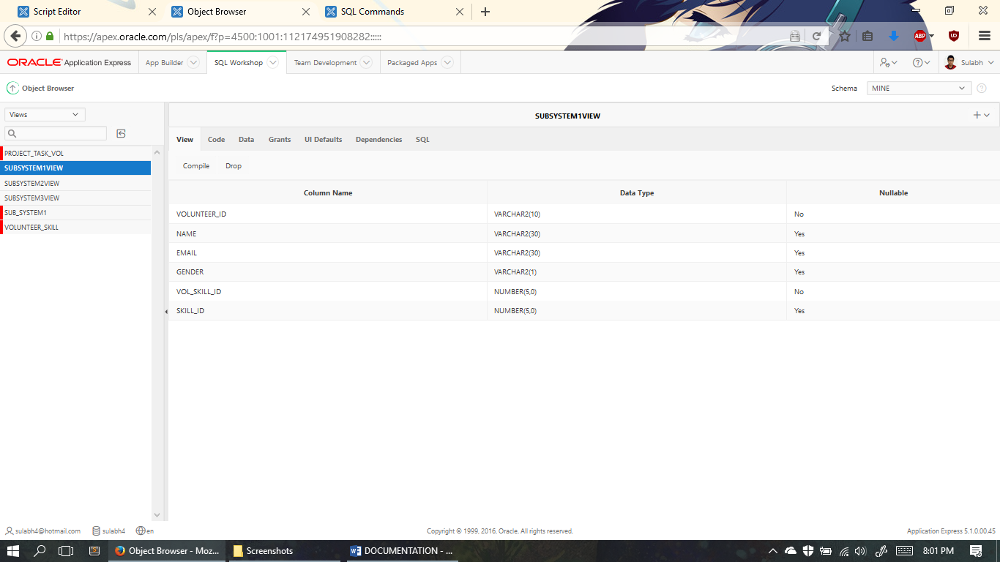 Script Editor
Object Browser
SQL Commands
https://apex.oracle.com/pls/apex/f?p=4500:1001:112174951908282:::::
ABP
ORACLE Application Express
App Builder
SQL Workshop
Team Development
Packaged Apps
Sulabh
Object Browser
Schema
MINE
Views
SUBSYSTEM1VIEW
PROJECT_TASK_VOL
SUBSYSTEM1VIEW
SUBSYSTEM2VIEW
SUBSYSTEM3VIEW
SUB_SYSTEM1
VOLUNTEER_SKILL
View Code Data Grants UI Defaults Dependencies SQL
Compile Drop
Column Name Data Type Nullable
VOLUNTEER_ID VARCHAR2(10) No
NAME VARCHAR2(30) Yes
EMAIL VARCHAR2(30) Yes
GENDER VARCHAR2(1) Yes
VOL_SKILL_ID NUMBER(5,0) No
SKILL_ID NUMBER(5,0) Yes
sulabh4@hotmail.com sulabh4 en
Copyright © 1999, 2016, Oracle. All rights reserved.
Application Express 5.1.0.00.45
Object Browser - Moz...
Screenshots
DOCUMENTATION - ...
8:01 PM